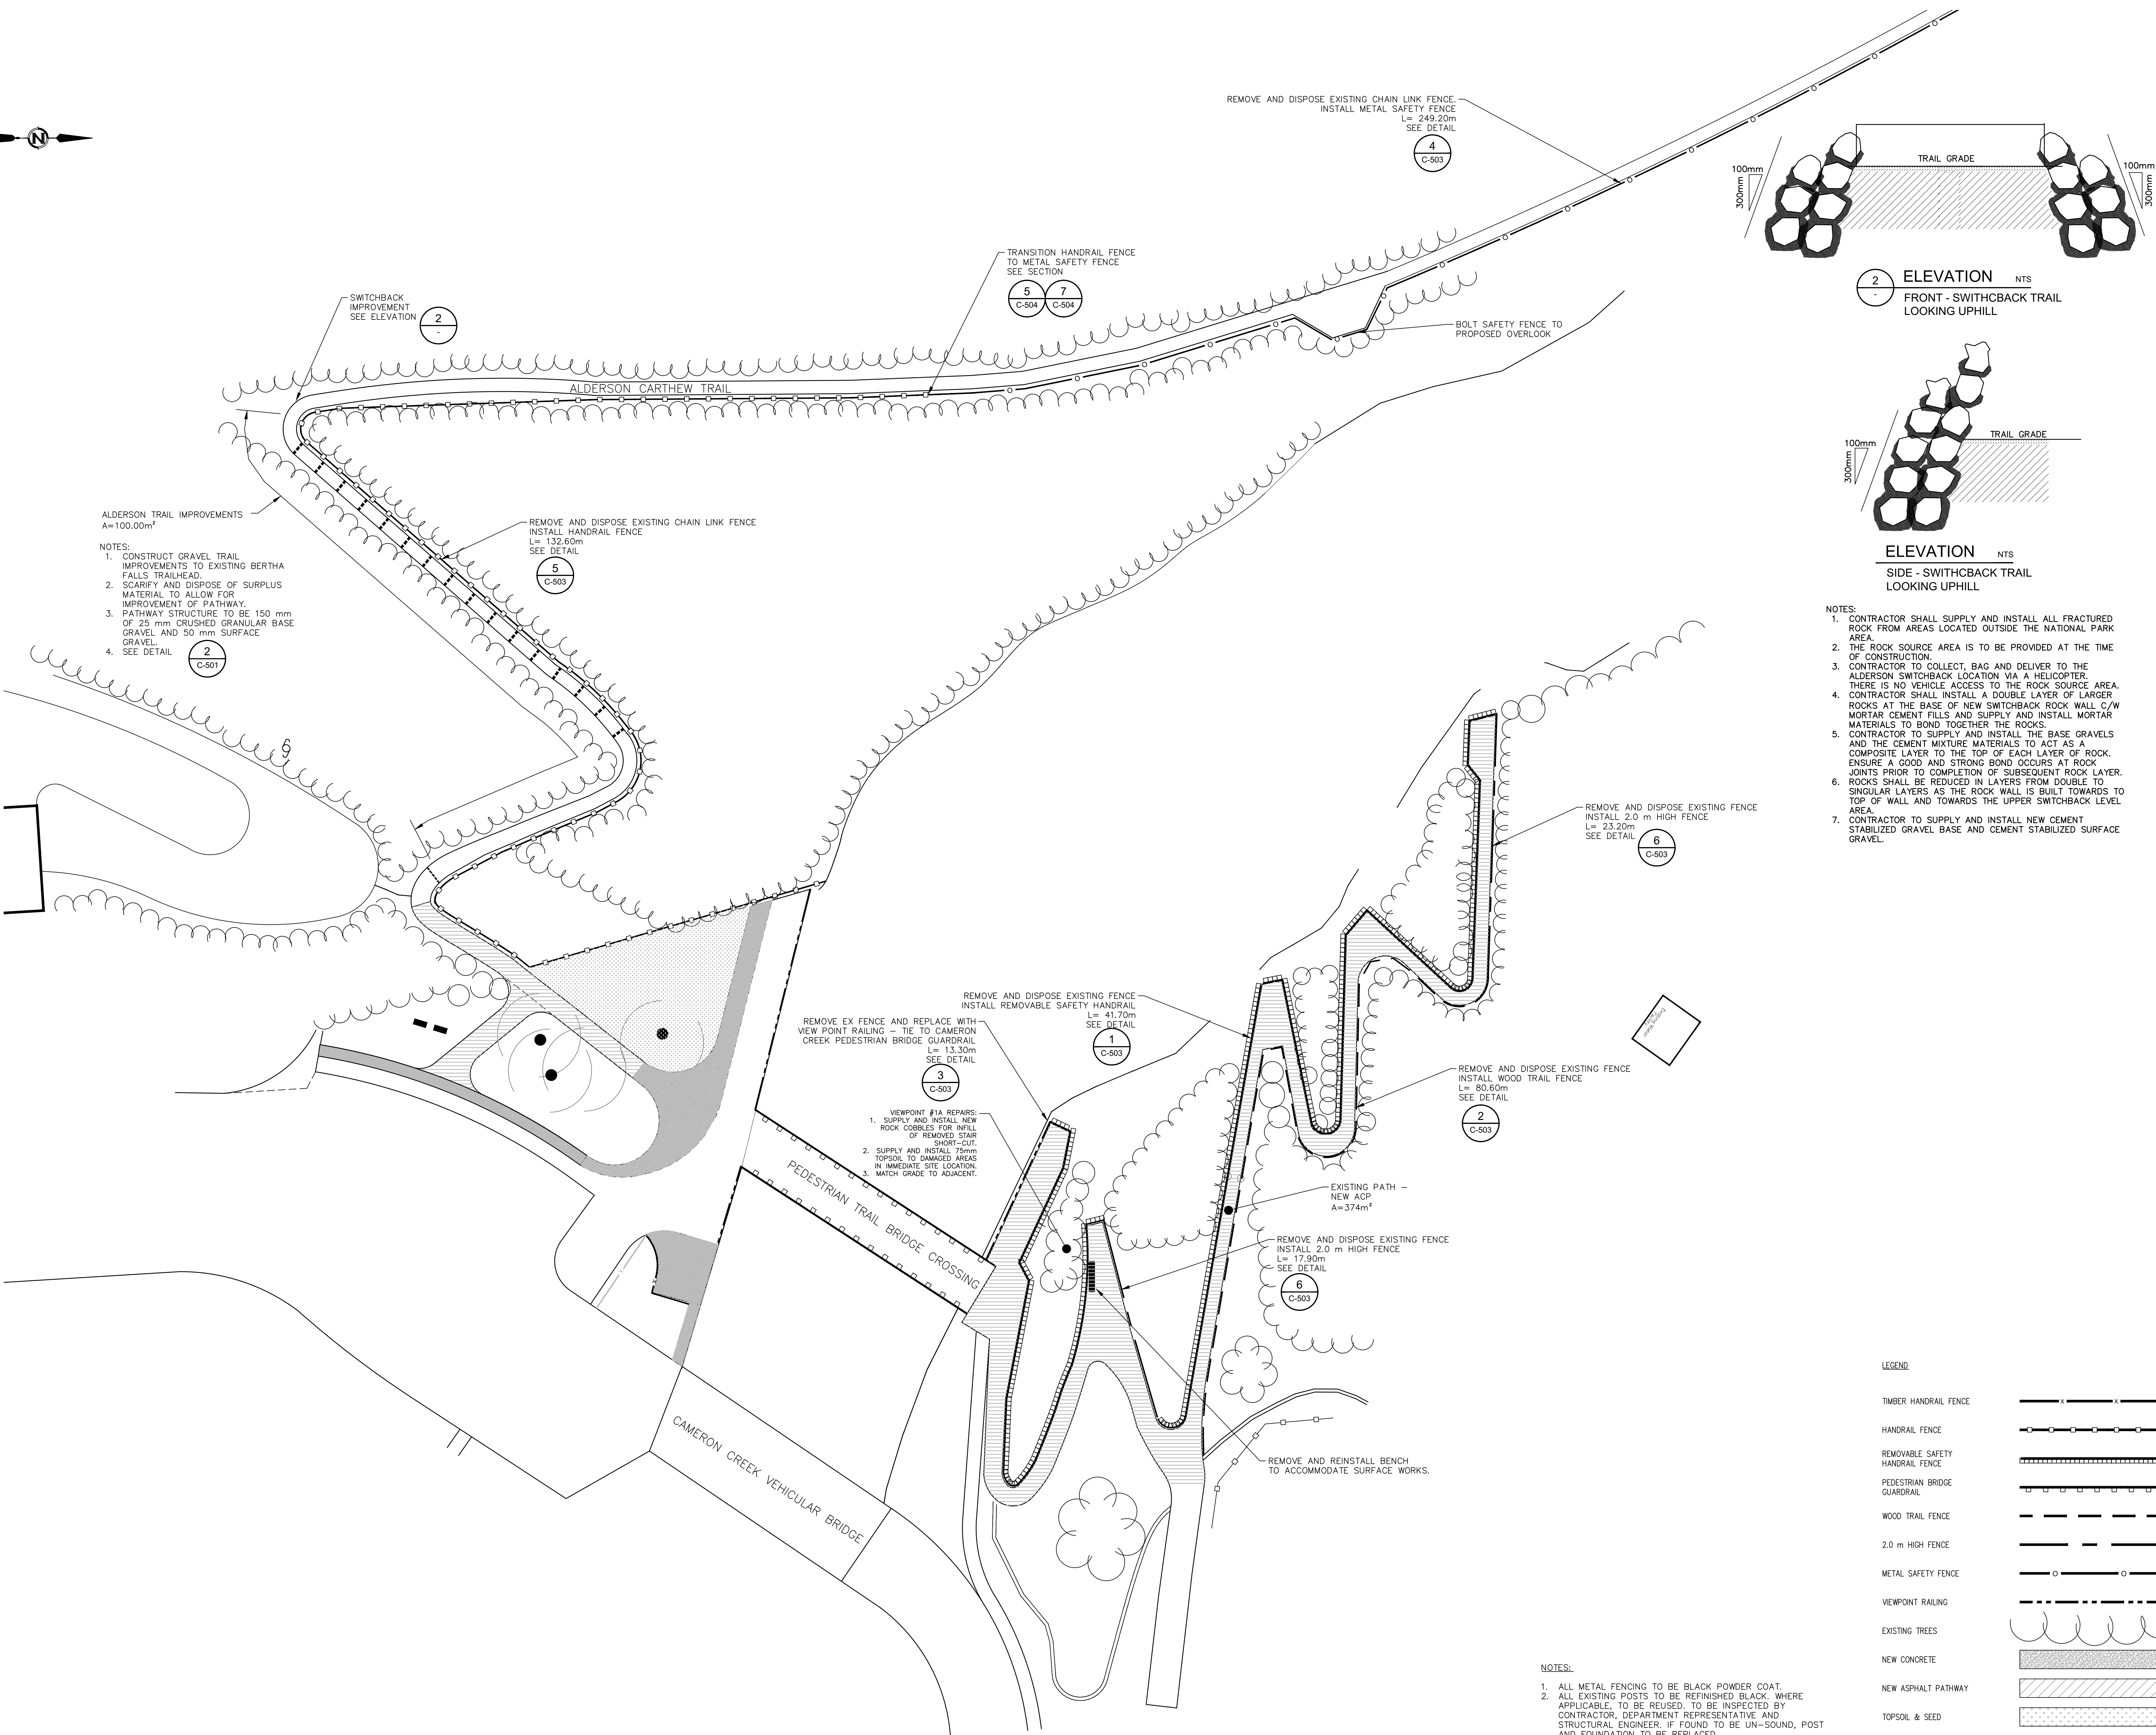 N
REMOVE AND DISPOSE EXISTING CHAIN LINK FENCE.
INSTALL METAL SAFETY FENCE
L= 249.20m
SEE DETAIL
4
C-503
TRANSITION HANDRAIL FENCE
TO METAL SAFETY FENCE
SEE SECTION
5
C-504
7
C-504
SWITCHBACK
IMPROVEMENT
SEE ELEVATION
2
-
BOLT SAFETY FENCE TO
PROPOSED OVERLOOK
ALDERSON CARTHEW TRAIL
ALDERSON TRAIL IMPROVEMENTS
A=100.00m²
NOTES:
1. CONSTRUCT GRAVEL TRAIL
IMPROVEMENTS TO EXISTING BERTHA
FALLS TRAILHEAD.
2. SCARIFY AND DISPOSE OF SURPLUS
MATERIAL TO ALLOW FOR
IMPROVEMENT OF PATHWAY.
3. PATHWAY STRUCTURE TO BE 150 mm
OF 25 mm CRUSHED GRANULAR BASE
GRAVEL AND 50 mm SURFACE
GRAVEL.
4. SEE DETAIL
2
C-501
REMOVE AND DISPOSE EXISTING CHAIN LINK FENCE
INSTALL HANDRAIL FENCE
L= 132.60m
SEE DETAIL
5
C-503
TRAIL GRADE
100mm
300mm
100mm
300mm
2
-
ELEVATION NTS
FRONT - SWITHCBACK TRAIL
LOOKING UPHILL
TRAIL GRADE
100mm
300mm
ELEVATION NTS
SIDE - SWITHCBACK TRAIL
LOOKING UPHILL
NOTES:
1. CONTRACTOR SHALL SUPPLY AND INSTALL ALL FRACTURED
ROCK FROM AREAS LOCATED OUTSIDE THE NATIONAL PARK
AREA.
2. THE ROCK SOURCE AREA IS TO BE PROVIDED AT THE TIME
OF CONSTRUCTION.
3. CONTRACTOR TO COLLECT, BAG AND DELIVER TO THE
ALDERSON SWITCHBACK LOCATION VIA A HELICOPTER.
THERE IS NO VEHICLE ACCESS TO THE ROCK SOURCE AREA.
4. CONTRACTOR SHALL INSTALL A DOUBLE LAYER OF LARGER
ROCKS AT THE BASE OF NEW SWITCHBACK ROCK WALL C/W
MORTAR CEMENT FILLS AND SUPPLY AND INSTALL MORTAR
MATERIALS TO BOND TOGETHER THE ROCKS.
5. CONTRACTOR TO SUPPLY AND INSTALL THE BASE GRAVELS
AND THE CEMENT MIXTURE MATERIALS TO ACT AS A
COMPOSITE LAYER TO THE TOP OF EACH LAYER OF ROCK.
ENSURE A GOOD AND STRONG BOND OCCURS AT ROCK
JOINTS PRIOR TO COMPLETION OF SUBSEQUENT ROCK LAYER.
6. ROCKS SHALL BE REDUCED IN LAYERS FROM DOUBLE TO
SINGULAR LAYERS AS THE ROCK WALL IS BUILT TOWARDS TO
TOP OF WALL AND TOWARDS THE UPPER SWITCHBACK LEVEL
AREA.
7. CONTRACTOR TO SUPPLY AND INSTALL NEW CEMENT
STABILIZED GRAVEL BASE AND CEMENT STABILIZED SURFACE
GRAVEL.
REMOVE AND DISPOSE EXISTING FENCE
INSTALL 2.0 m HIGH FENCE
L= 23.20m
SEE DETAIL
6
C-503
REMOVE AND DISPOSE EXISTING FENCE
INSTALL REMOVABLE SAFETY HANDRAIL
L= 41.70m
SEE DETAIL
1
C-503
REMOVE EX FENCE AND REPLACE WITH
VIEW POINT RAILING – TIE TO CAMERON
CREEK PEDESTRIAN BRIDGE GUARDRAIL
L= 13.30m
SEE DETAIL
3
C-503
VIEWPOINT #1A REPAIRS:
1. SUPPLY AND INSTALL NEW
ROCK COBBLES FOR INFILL
OF REMOVED STAIR
SHORT–CUT.
2. SUPPLY AND INSTALL 75mm
TOPSOIL TO DAMAGED AREAS
IN IMMEDIATE SITE LOCATION.
3. MATCH GRADE TO ADJACENT.
REMOVE AND DISPOSE EXISTING FENCE
INSTALL WOOD TRAIL FENCE
L= 80.60m
SEE DETAIL
2
C-503
PEDESTRIAN TRAIL BRIDGE CROSSING
EXISTING PATH –
NEW ACP
A=374m²
REMOVE AND DISPOSE EXISTING FENCE
INSTALL 2.0 m HIGH FENCE
L= 17.90m
SEE DETAIL
6
C-503
CAMERON CREEK VEHICULAR BRIDGE
REMOVE AND REINSTALL BENCH
TO ACCOMMODATE SURFACE WORKS.
LEGEND
TIMBER HANDRAIL FENCE
HANDRAIL FENCE
REMOVABLE SAFETY
HANDRAIL FENCE
PEDESTRIAN BRIDGE
GUARDRAIL
WOOD TRAIL FENCE
2.0 m HIGH FENCE
METAL SAFETY FENCE
VIEWPOINT RAILING
EXISTING TREES
NEW CONCRETE
NEW ASPHALT PATHWAY
TOPSOIL & SEED
NOTES:
1. ALL METAL FENCING TO BE BLACK POWDER COAT.
2. ALL EXISTING POSTS TO BE REFINISHED BLACK. WHERE
APPLICABLE, TO BE REUSED. TO BE INSPECTED BY
CONTRACTOR, DEPARTMENT REPRESENTATIVE AND
STRUCTURAL ENGINEER. IF FOUND TO BE UN–SOUND, POST
AND FOUNDATION TO BE REPLACED